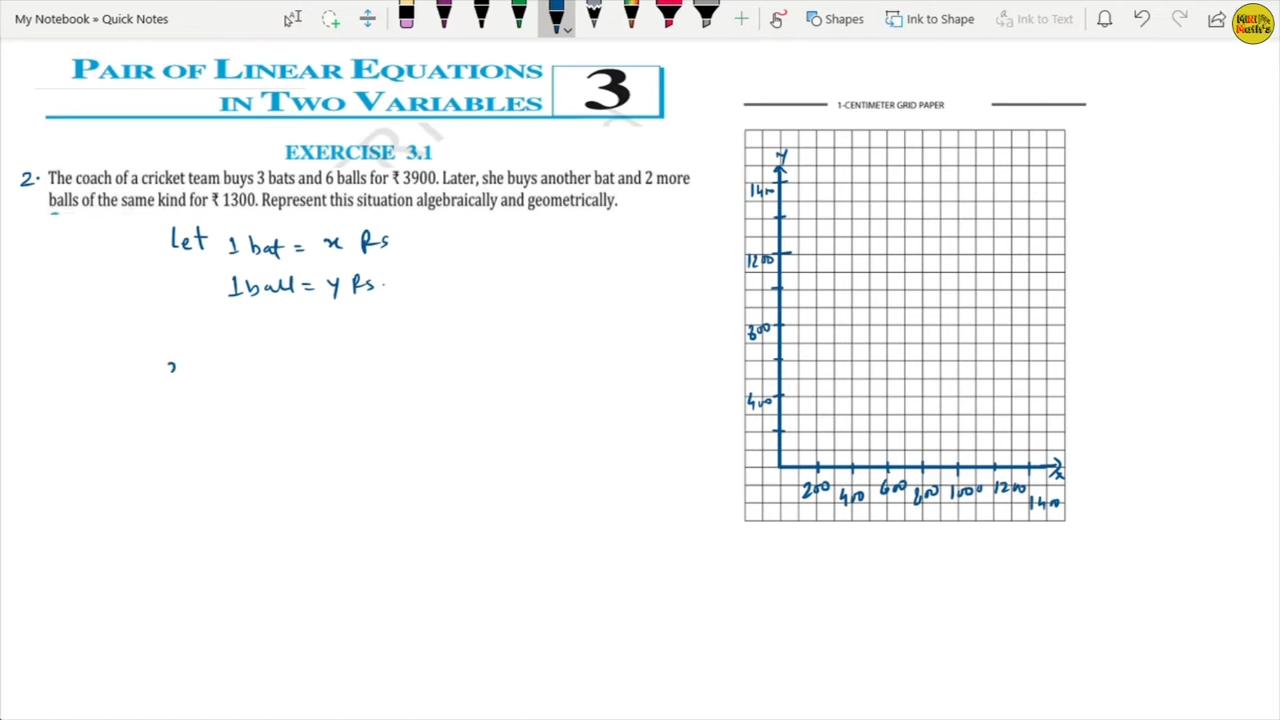 My Notebook » Quick Notes
Shapes
Ink to Shape
Ink to Text
MiRi
Math's
PAIR OF LINEAR EQUATIONS
IN TWO VARIABLES
3
EXERCISE 3.1
2. The coach of a cricket team buys 3 bats and 6 balls for ₹ 3900. Later, she buys another bat and 2 more
balls of the same kind for ₹ 1300. Represent this situation algebraically and geometrically.
Let 1 bat = x Rs
1 ball = y Rs.
1-CENTIMETER GRID PAPER
y
1400
1200
800
400
x
200 400 600 800 1000 1200 1400